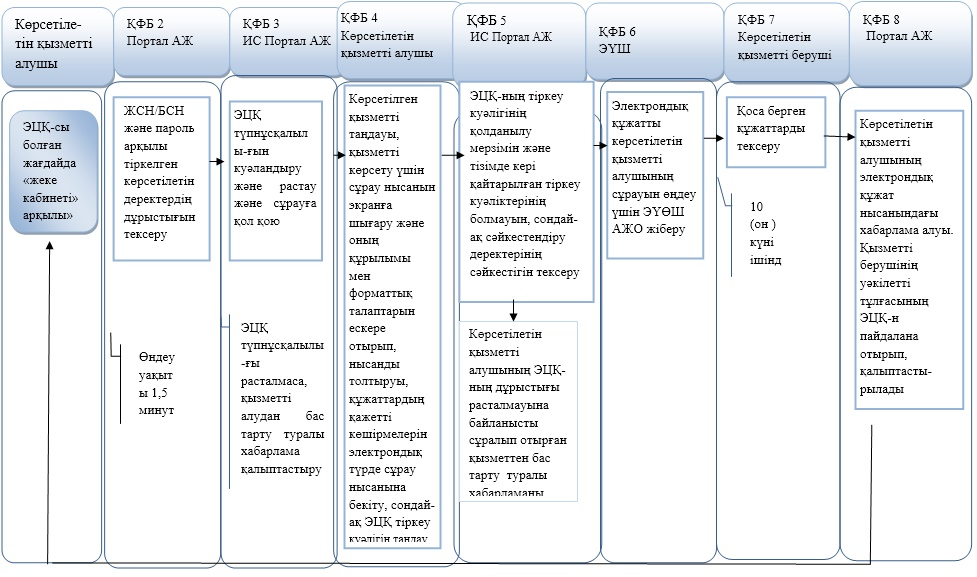 Көрсетіле-
тін қызметті
алушы
ЭЦҚ-сы
болған
жағдайда
«жеке
кабинеті»
арқылы»
ҚФБ 2
Портал АЖ
ЖСН/БСН
және пароль
арқылы
тіркелген
көрсетілетін
деректердің
дұрыстығын
тексеру
Өңдеу
уақыт
ы 1,5
минут
ҚФБ 3
ИС Портал АЖ
ЭЦҚ
түпнұсқалыл
ы-ғын
куәландыру
және растау
және сұрауға
қол қою
ЭЦҚ
түпнұсқалылы
-ғы
расталмаса,
қызметті
алудан бас
тарту туралы
хабарлама
қалыптастыру
ҚФБ 4
Көрсетілетін
қызметті алушы
Көрсетілген
қызметті
таңдауы,
қызметті
көрсету үшін
сұрау нысанын
экранға
шығару және
оның
құрылымы
мен
форматтық
талаптарын
ескере
отырып,
нысанды
толтыруы,
құжаттардың
қажетті
көшірмелерін
электрондық
түрде сұрау
нысанына
бекіту, сондай-
ақ ЭЦҚ тіркеу
куәлігін таңдау
ҚФБ 5
ИС Портал АЖ
ЭЦҚ-ның тіркеу
куәлігінің
қолданылу
мерзімін және
тізімде кері
қайтарылған тіркеу
куәліктерінің
болмауын, сондай-
ақ сәйкестендіру
деректерінің
сәйкестігін тексеру
Көрсетілетін
қызметті
алушының ЭЦҚ-
ның дұрыстығы
расталмауына
байланысты
сұралып отырған
қызметтен бас
тарту туралы
хабарламаны
ҚФБ 6
ЭҮШ
Электрондық
құжатты
көрсетілетін
қызметті
алушының
сұрауын өңдеу
үшін ЭҮӨШ
АЖО жіберу
ҚФБ 7
Көрсетілетін
қызметті беруші
Қоса берген
құжаттарды
тексеру
10
(он )
күні
ішінд
ҚФБ 8
Портал АЖ
Көрсетілетін
қызметті
алушының
электрондық
құжат
нысанындағы
хабарлама алуы.
Қызметті
берушінің
уәкілетті
тұлғасының
ЭЦҚ-н
пайдалана
отырып,
қалыптасты-
рылады